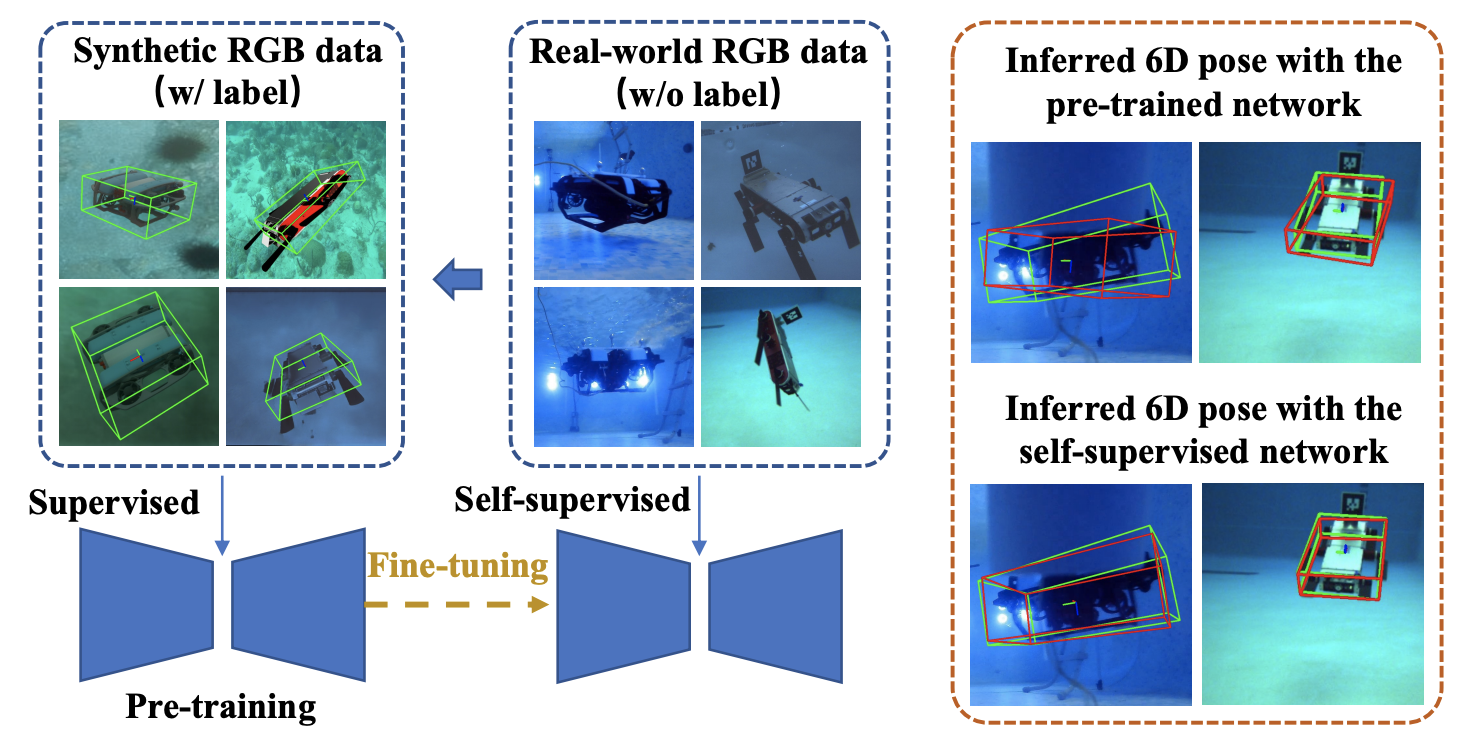 Synthetic RGB data
(w/ label)
Real-world RGB data
(w/o label)
Inferred 6D pose with the
pre-trained network
Inferred 6D pose with the
self-supervised network
Supervised
Self-supervised
Fine-tuning
Pre-training